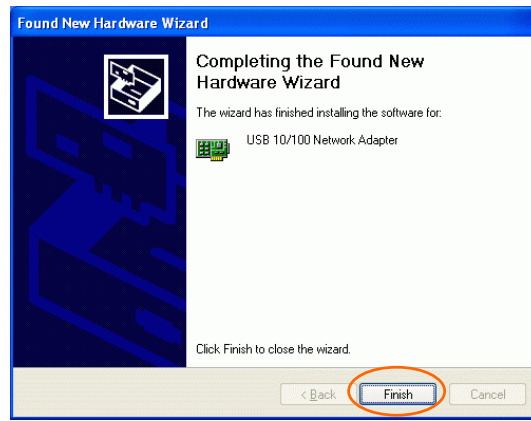 Found New Hardware Wizard
Completing the Found New
Hardware Wizard
The wizard has finished installing the software for:
USB 10/100 Network Adapter
Click Finish to close the wizard.
< Back
Finish
Cancel